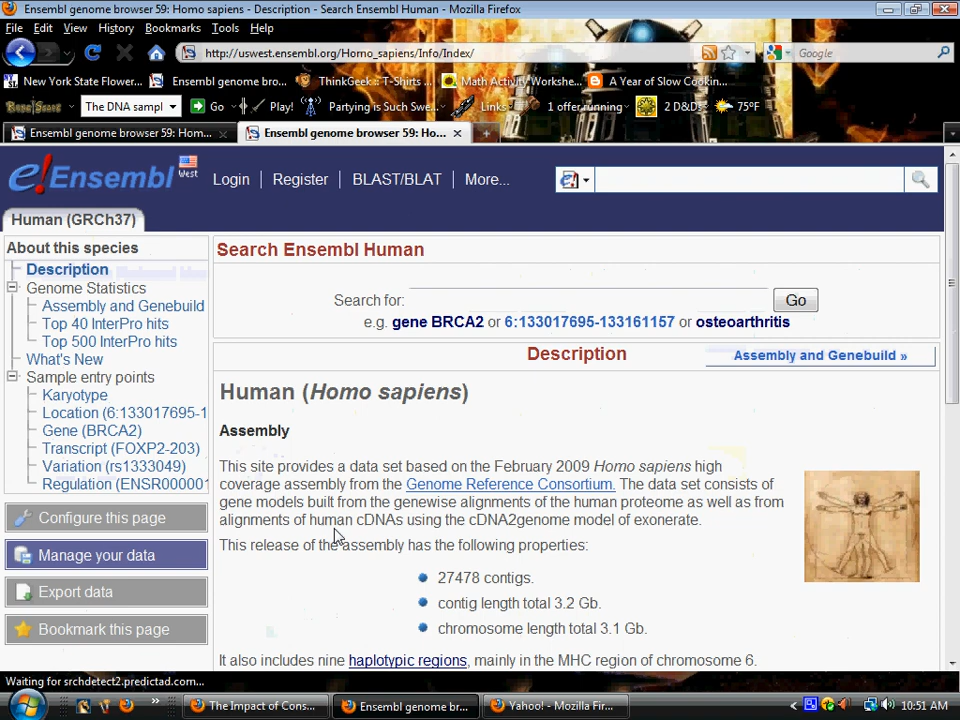 Ensembl genome browser 59: Homo sapiens - Description - Search Ensembl Human - Mozilla Firefox
File Edit View History Bookmarks Tools Help
http://uswest.ensembl.org/Homo_sapiens/Info/Index/
Google
New York State Flower... Ensembl genome bro... ThinkGeek :: T-Shirts ... Math Activity Workshe... A Year of Slow Cookin...
The DNA sampl Go Play! Partying is Such Swe... Links 1 offer running 2 D&D 75°F
Ensembl genome browser 59: Hom... Ensembl genome browser 59: Ho...
e!Ensembl West Login Register BLAST/BLAT More...
Human (GRCh37)
About this species
Description
Genome Statistics
Assembly and Genebuild
Top 40 InterPro hits
Top 500 InterPro hits
What's New
Sample entry points
Karyotype
Location (6:133017695-1
Gene (BRCA2)
Transcript (FOXP2-203)
Variation (rs1333049)
Regulation (ENSR000001
Configure this page
Manage your data
Export data
Bookmark this page
Search Ensembl Human
Search for: Go
e.g. gene BRCA2 or 6:133017695-133161157 or osteoarthritis
Description
Assembly and Genebuild »
Human (Homo sapiens)
Assembly
This site provides a data set based on the February 2009 Homo sapiens high
coverage assembly from the Genome Reference Consortium. The data set consists of
gene models built from the genewise alignments of the human proteome as well as from
alignments of human cDNAs using the cDNA2genome model of exonerate.
This release of the assembly has the following properties:
27478 contigs.
contig length total 3.2 Gb.
chromosome length total 3.1 Gb.
It also includes nine haplotypic regions, mainly in the MHC region of chromosome 6.
Waiting for srchdetect2.predictad.com...
The Impact of Cons... Ensembl genome br... Yahoo! - Mozilla Fir... 10:51 AM